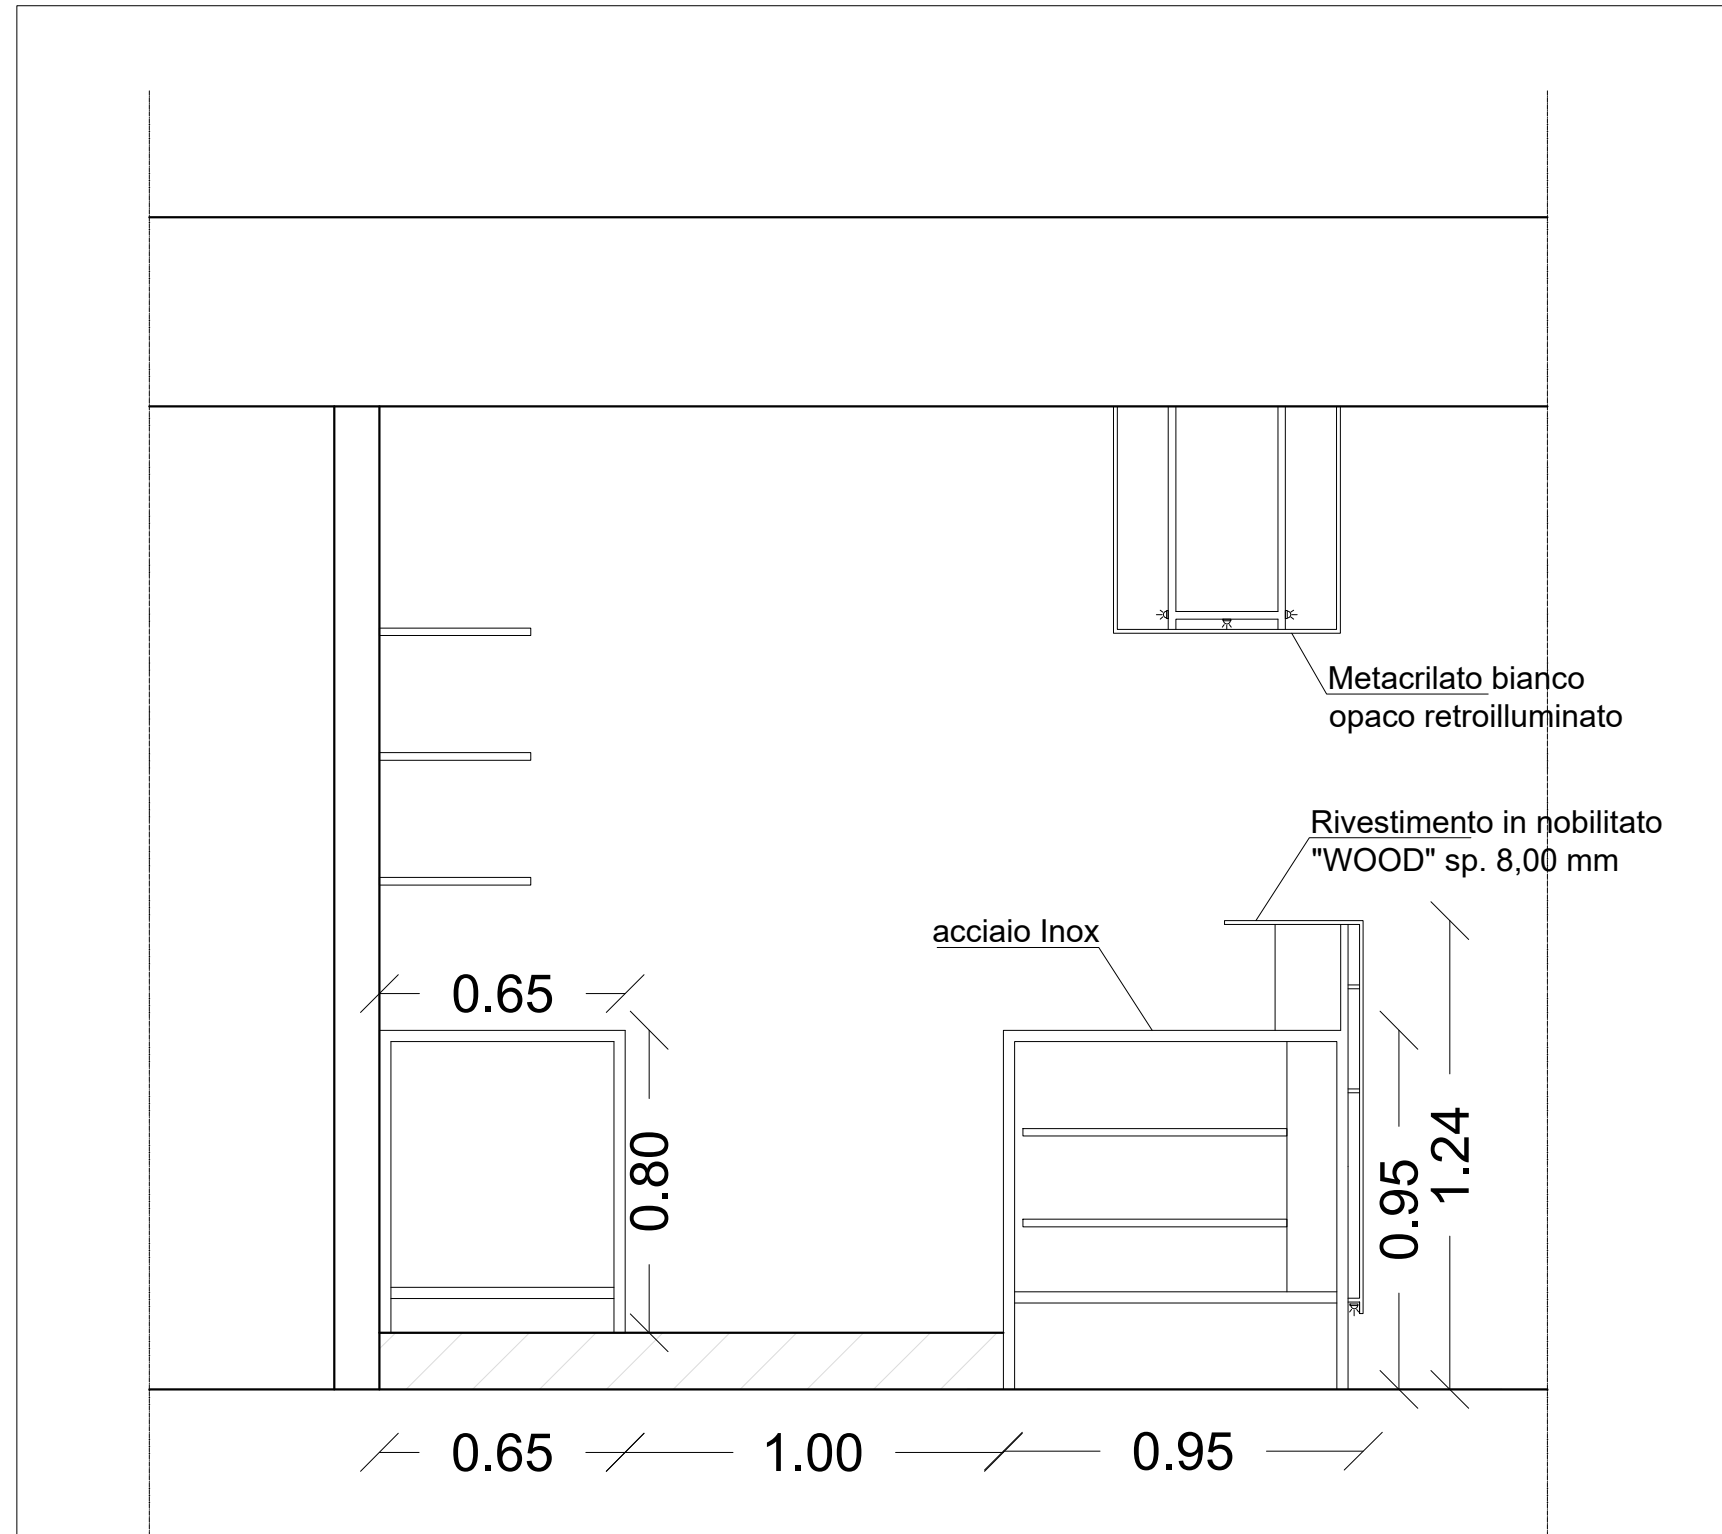 Metacrilato bianco
opaco retroilluminato
Rivestimento in nobilitato
"WOOD" sp. 8,00 mm
acciaio Inox
0.65
0.80
0.95
1.24
0.65
1.00
0.95